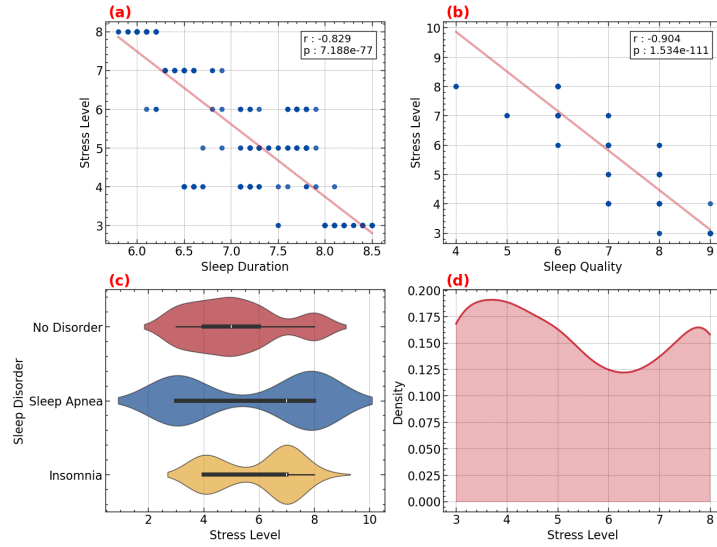 (a)
r : -0.829
p : 7.188e-77
8
7
6
5
4
3
Stress Level
6.0 6.5 7.0 7.5 8.0 8.5
Sleep Duration
(b)
r : -0.904
p : 1.534e-111
10
9
8
7
6
5
4
3
Stress Level
4 5 6 7 8 9
Sleep Quality
(c)
No Disorder
Sleep Apnea
Insomnia
Sleep Disorder
2 4 6 8 10
Stress Level
(d)
0.200
0.175
0.150
0.125
0.100
0.075
0.050
0.025
0.000
Density
3 4 5 6 7 8
Stress Level